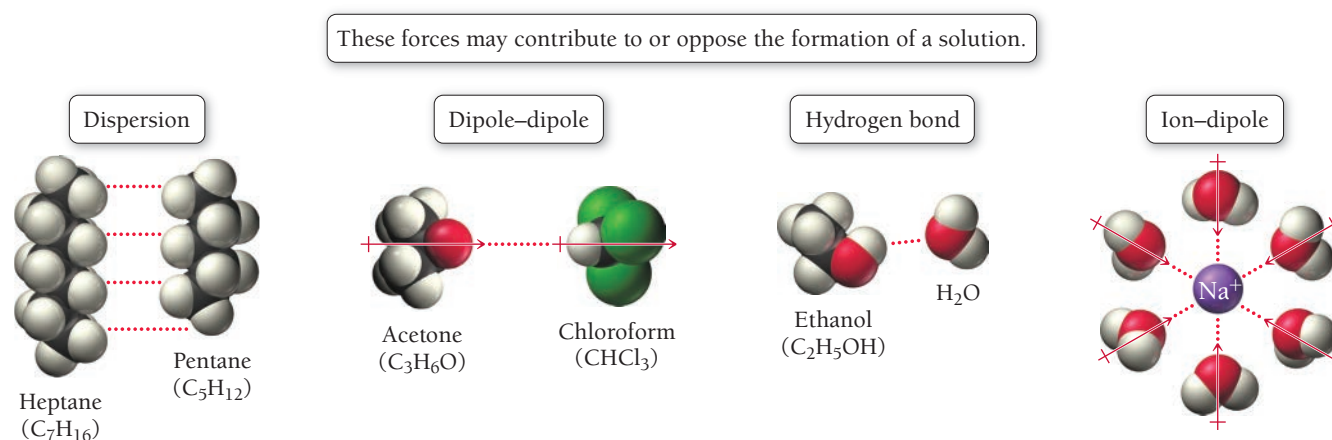 These forces may contribute to or oppose the formation of a solution.
Dispersion
Dipole–dipole
Hydrogen bond
Ion–dipole
Heptane
(C₇H₁₆)
Pentane
(C₅H₁₂)
Acetone
(C₃H₆O)
Chloroform
(CHCl₃)
Ethanol
(C₂H₅OH)
H₂O
Na⁺